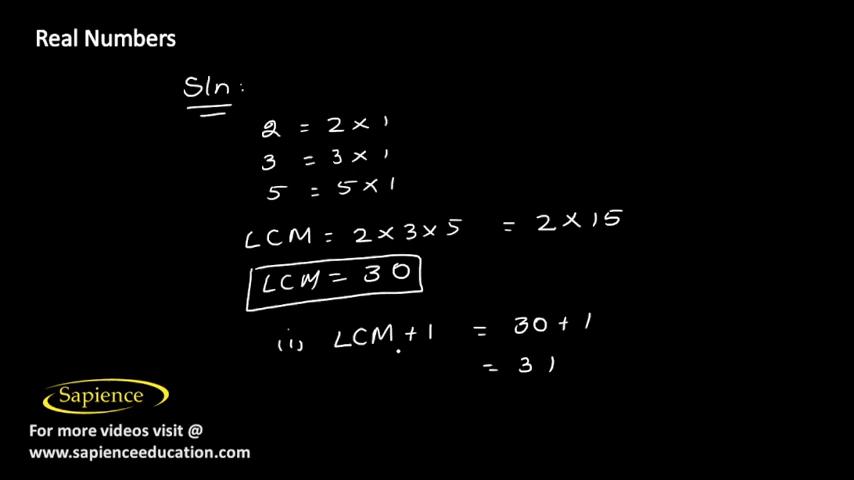 Real Numbers
Sln:
2 = 2 × 1
3 = 3 × 1
5 = 5 × 1
LCM = 2 × 3 × 5 = 2 × 15
LCM = 30
(i) LCM + 1 = 30 + 1
= 31
Sapience
For more videos visit @
www.sapienceeducation.com